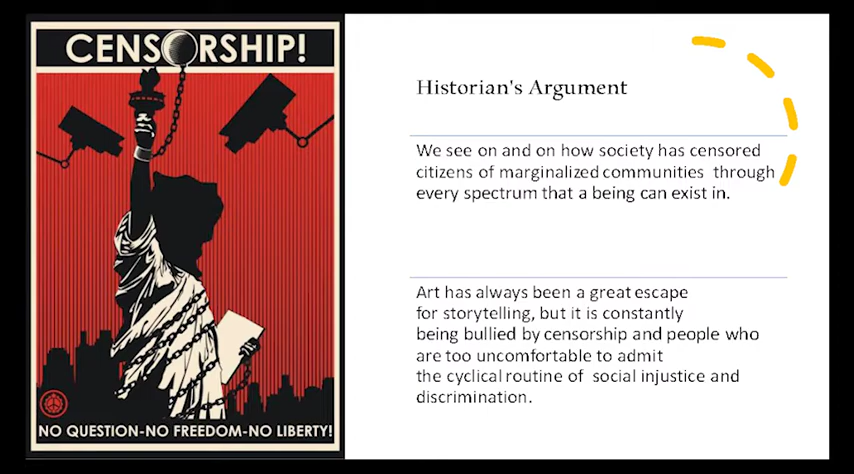 CENSORSHIP!
NO QUESTION-NO FREEDOM-NO LIBERTY!
Historian's Argument
We see on and on how society has censored
citizens of marginalized communities through
every spectrum that a being can exist in.
Art has always been a great escape
for storytelling, but it is constantly
being bullied by censorship and people who
are too uncomfortable to admit
the cyclical routine of social injustice and
discrimination.